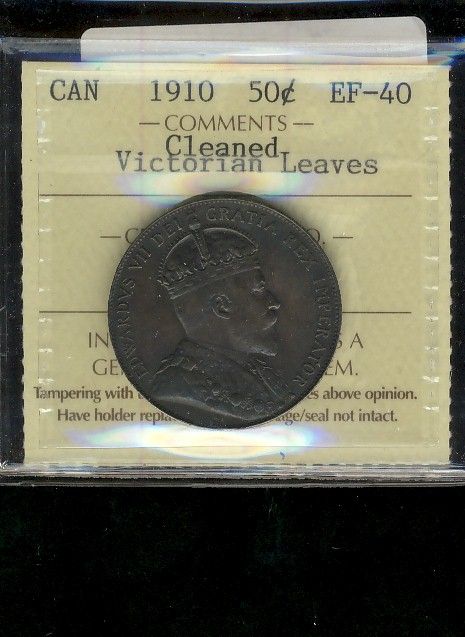 CAN 1910 50¢ EF-40
— COMMENTS —
Cleaned
Victorian Leaves
EDWARDVS VII DEI GRATIA REX IMPERATOR
Tampering with above opinion.
Have holder /seal not intact.